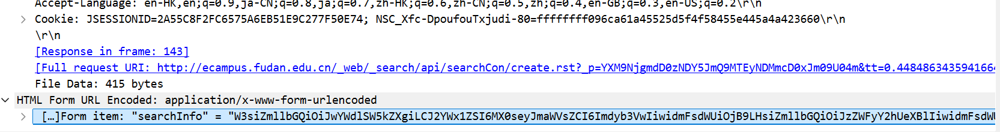 Accept-Language: en-HK,en;q=0.9,ja-CN;q=0.8,ja;q=0.7,zh-HK;q=0.6,zh-CN;q=0.5,zh;q=0.4,en-GB;q=0.3,en-US;q=0.2\r\n
Cookie: JSESSIONID=2A55C8F2FC6575A6EB51E9C277F50E74; NSC_Xfc-DpoufouTxjudi-80=ffffffff096ca61a45525d5f4f58455e445a4a423660\r\n
\r\n
[Response in frame: 143]
[Full request URI: http://ecampus.fudan.edu.cn/_web/_search/api/searchCon/create.rst?_p=YXM9NjgmdD0zNDY5JmQ9MTEyNDMmcD0xJm09U04m&tt=0.4484863435941664
File Data: 415 bytes
HTML Form URL Encoded: application/x-www-form-urlencoded
[…]Form item: "searchInfo" = "W3siZmllbGQiOiJwYWdlSW5kZXgiLCJ2YWx1ZSI6MX0seyJmaWVsZCI6Imdyb3VwIiwidmFsdWUiOjB9LHsiZmllbGQiOiJzZWFyY2hUeXBlIiwidmFsdWU